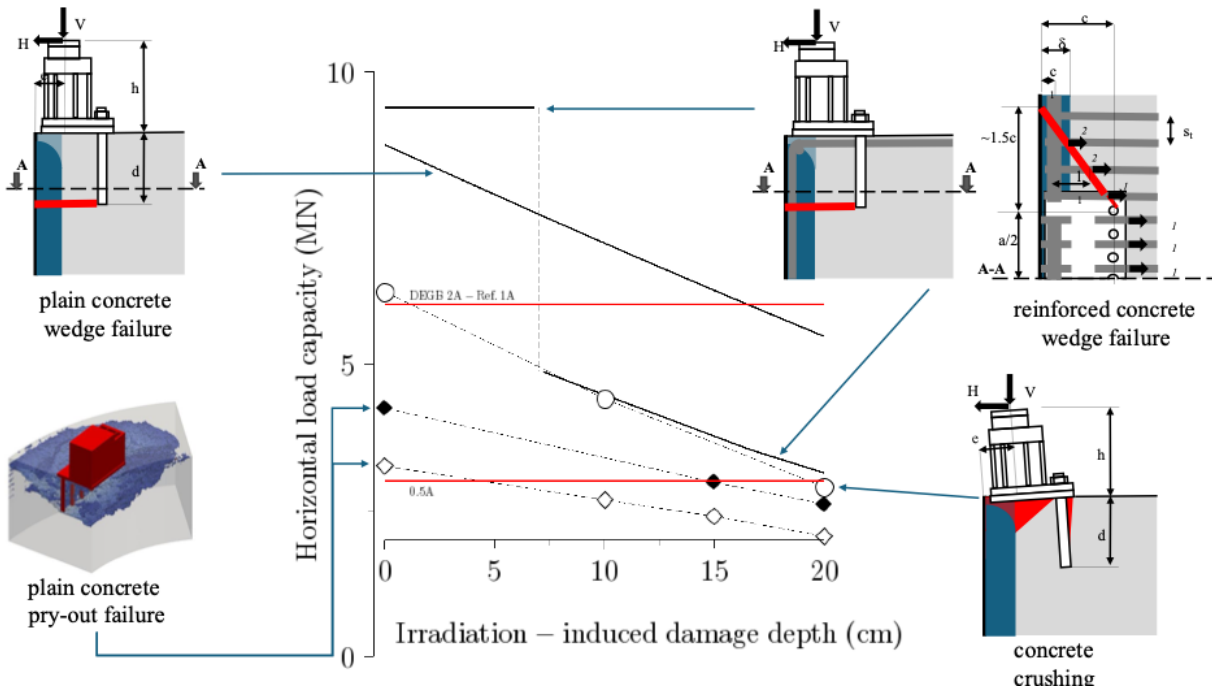 V
H
e
h
d
A
A
plain concrete
wedge failure
plain concrete
pry-out failure
Horizontal load capacity (MN)
10
5
0
DEGB 2A – Ref. 1A
0.5A
0
5
10
15
20
Irradiation – induced damage depth (cm)
V
H
A
A
c
δ
c
1
~1.5c
a/2
A-A
s_t
2
2
1
1
1
1
1
reinforced concrete
wedge failure
H
V
e
h
d
concrete
crushing